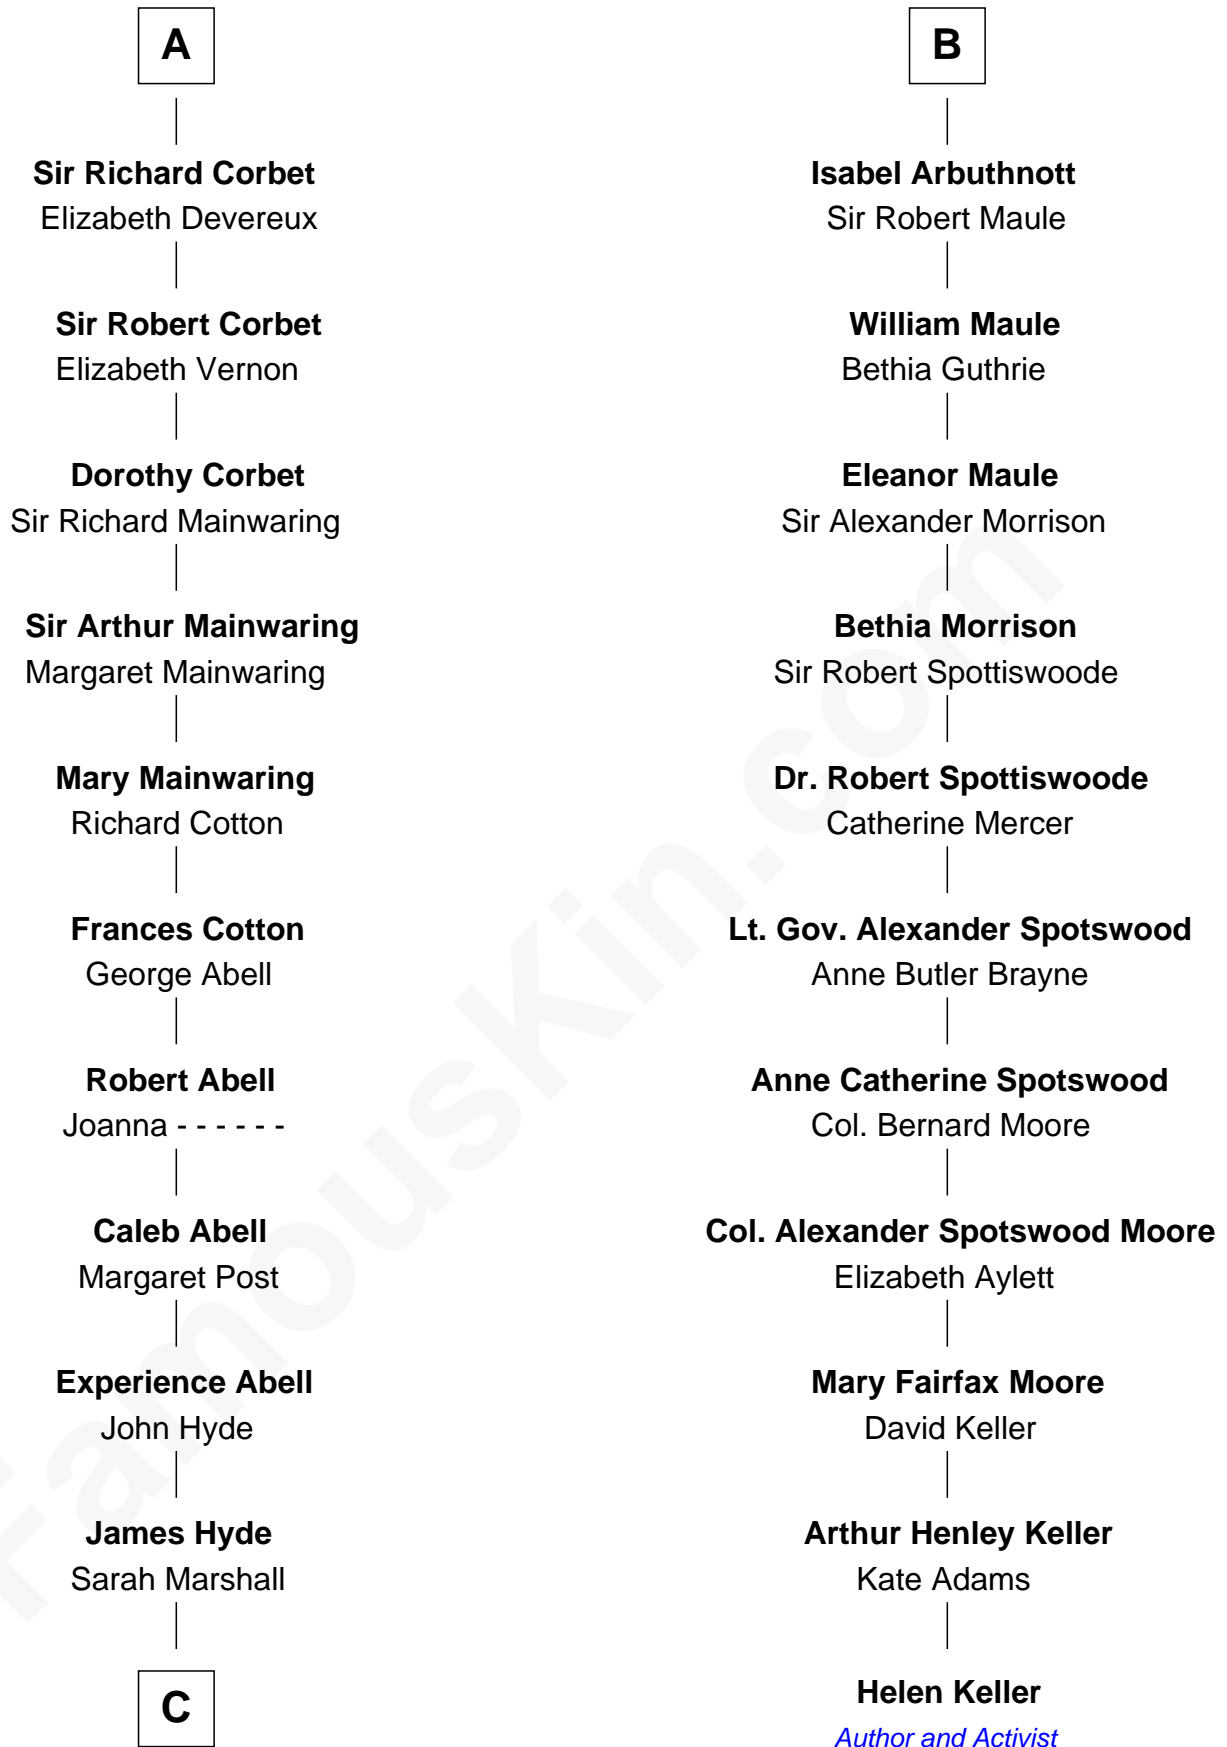 A
Sir Richard Corbet
Elizabeth Devereux
Sir Robert Corbet
Elizabeth Vernon
Dorothy Corbet
Sir Richard Mainwaring
Sir Arthur Mainwaring
Margaret Mainwaring
Mary Mainwaring
Richard Cotton
Frances Cotton
George Abell
Robert Abell
Joanna - - - - - -
Caleb Abell
Margaret Post
Experience Abell
John Hyde
James Hyde
Sarah Marshall
C
B
Isabel Arbuthnott
Sir Robert Maule
William Maule
Bethia Guthrie
Eleanor Maule
Sir Alexander Morrison
Bethia Morrison
Sir Robert Spottiswoode
Dr. Robert Spottiswoode
Catherine Mercer
Lt. Gov. Alexander Spotswood
Anne Butler Brayne
Anne Catherine Spotswood
Col. Bernard Moore
Col. Alexander Spotswood Moore
Elizabeth Aylett
Mary Fairfax Moore
David Keller
Arthur Henley Keller
Kate Adams
Helen Keller
Author and Activist
FamousKin.com